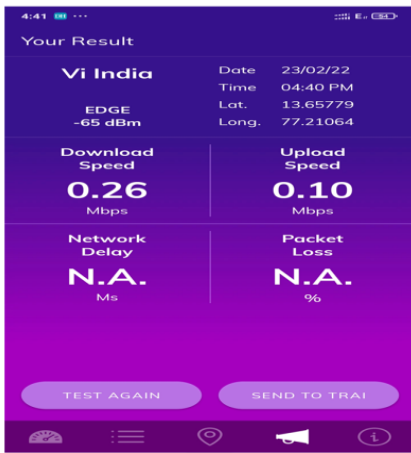 4:41 ...
Your Result
Vi India
EDGE
-65 dBm
Date 23/02/22
Time 04:40 PM
Lat. 13.65779
Long. 77.21064
Download
Speed
0.26
Mbps
Upload
Speed
0.10
Mbps
Network
Delay
N.A.
Ms
Packet
Loss
N.A.
%
TEST AGAIN
SEND TO TRAI